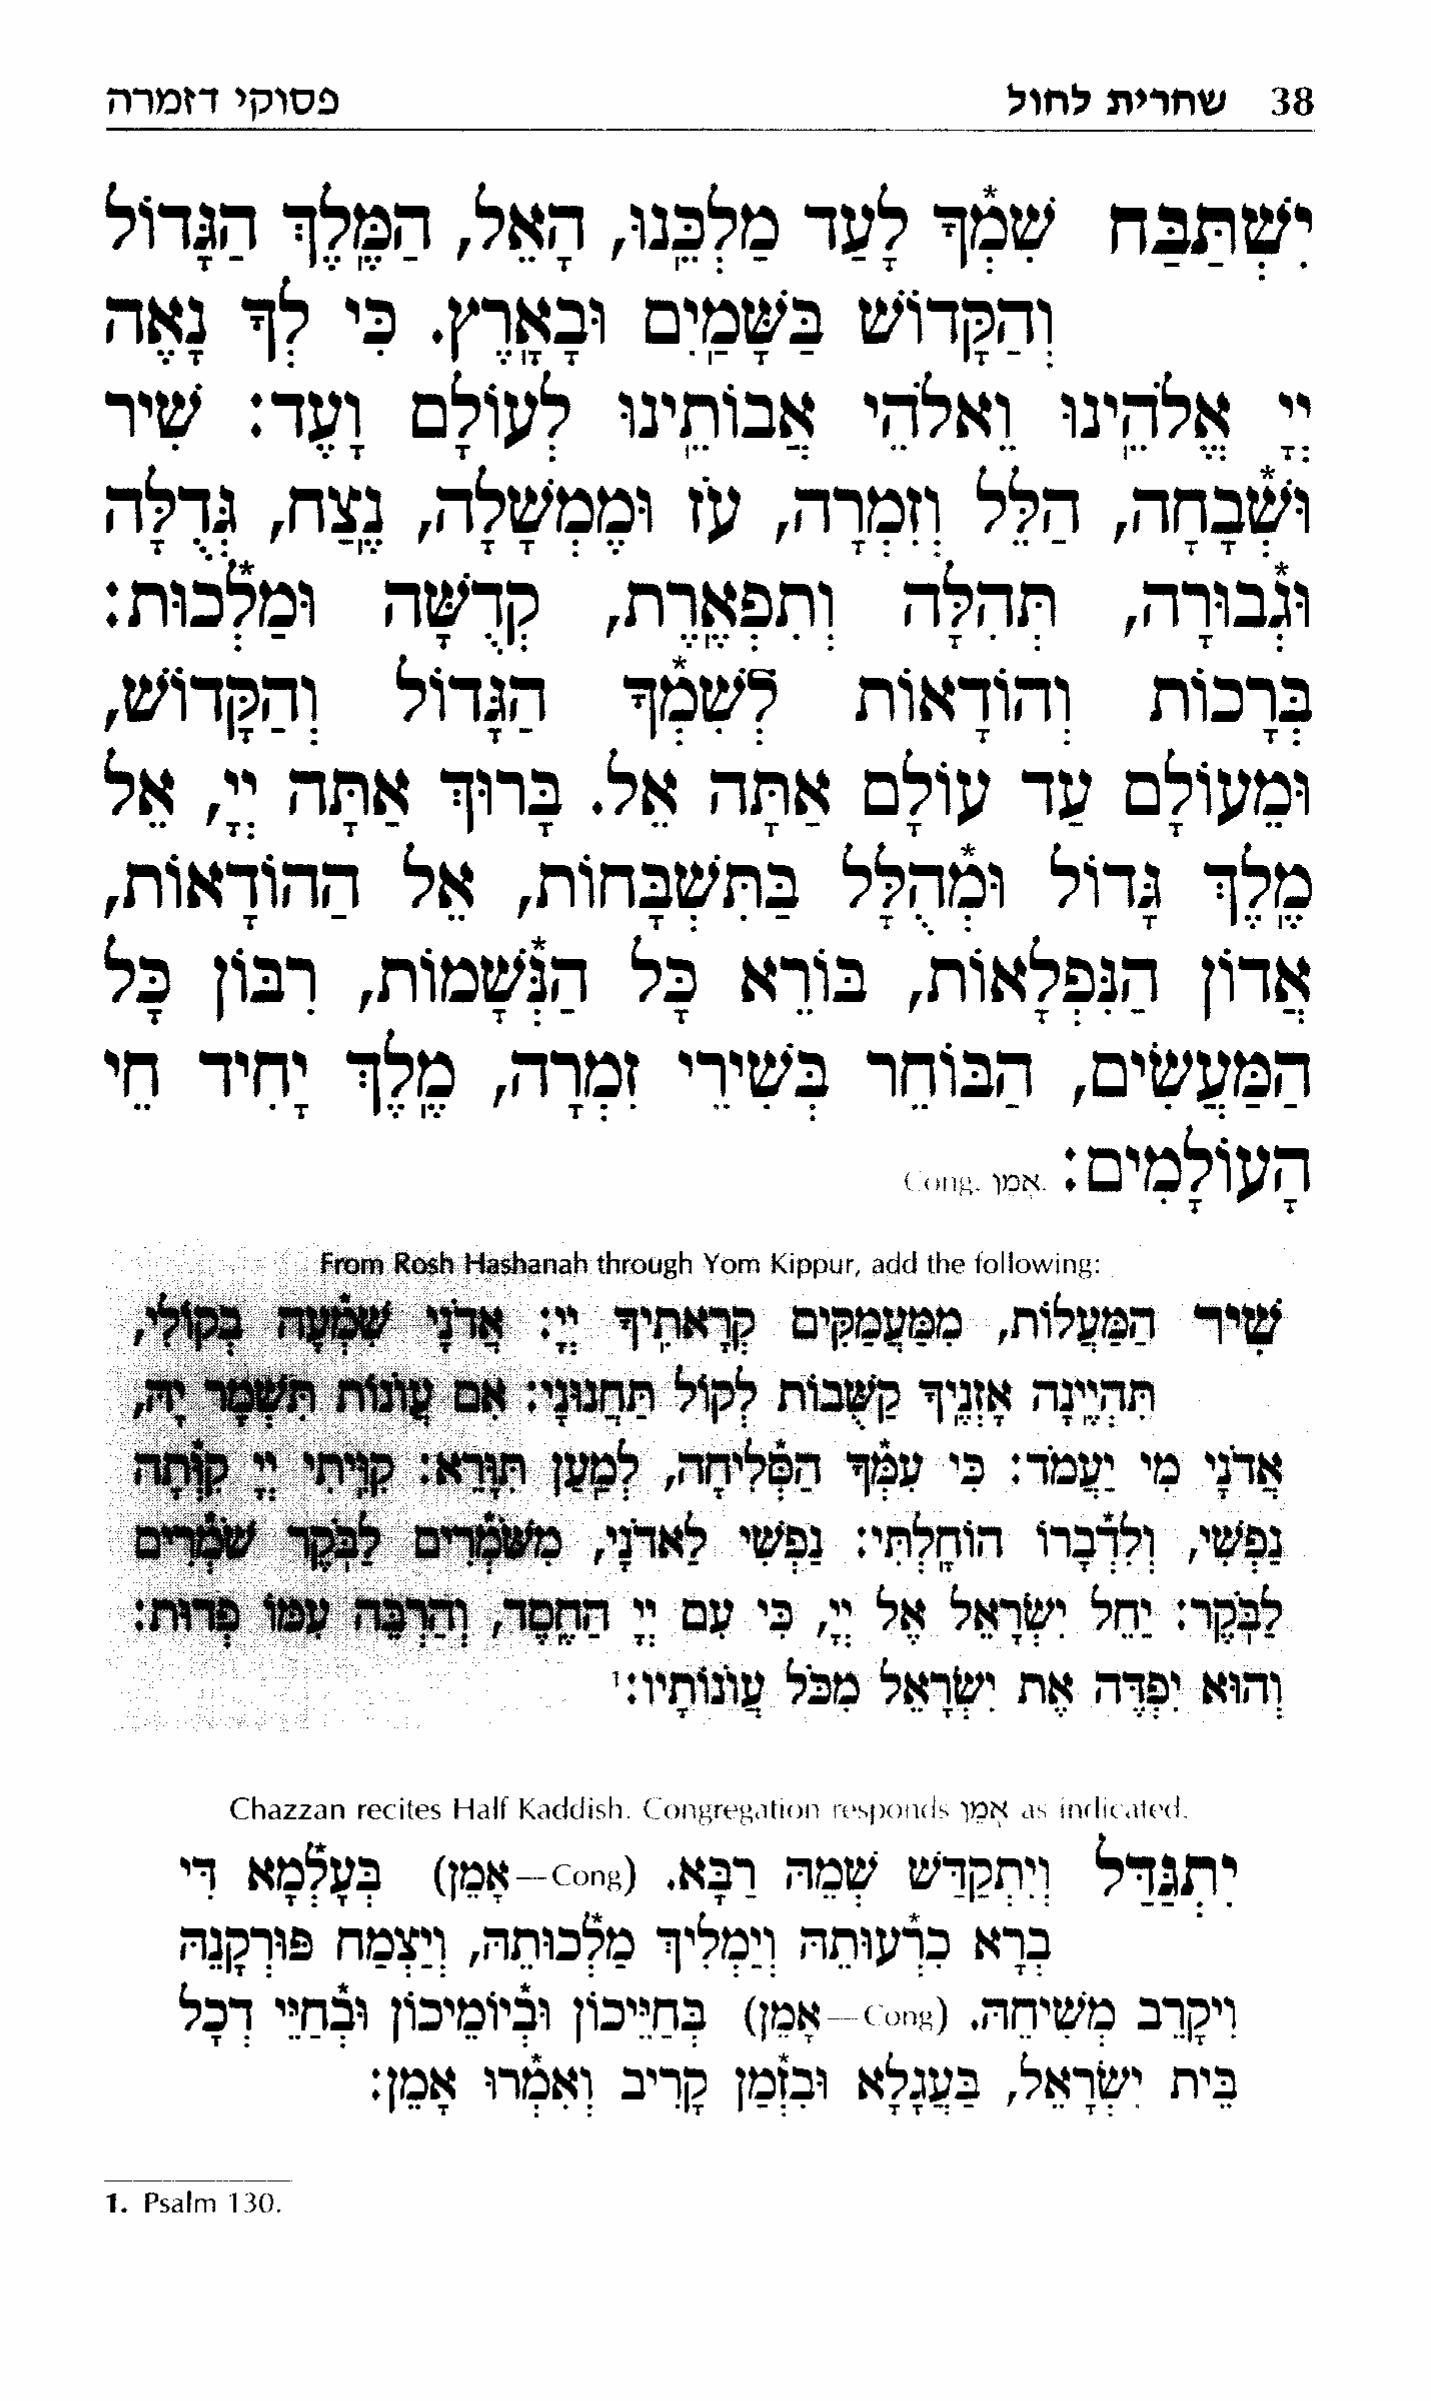 38 שחרית לחול פסוקי דזמרה
יִשְׁתַּבַּח שִׁמְךָ* לָעַד מַלְכֵּנוּ, הָאֵל, הַמֶּלֶךְ הַגָּדוֹל
וְהַקָּדוֹשׁ בַּשָּׁמַיִם וּבָאָרֶץ. כִּי לְךָ נָאֶה
יְיָ אֱלֹהֵינוּ וֵאלֹהֵי אֲבוֹתֵינוּ לְעוֹלָם וָעֶד: שִׁיר
וּשְׁבָחָה,* הַלֵּל וְזִמְרָה, עֹז וּמֶמְשָׁלָה, נֶצַח, גְּדֻלָּה
וּגְבוּרָה,* תְּהִלָּה וְתִפְאֶרֶת, קְדֻשָּׁה וּמַלְכוּת:*
בְּרָכוֹת וְהוֹדָאוֹת לְשִׁמְךָ* הַגָּדוֹל וְהַקָּדוֹשׁ,
וּמֵעוֹלָם עַד עוֹלָם אַתָּה אֵל. בָּרוּךְ אַתָּה יְיָ, אֵל
מֶלֶךְ גָּדוֹל וּמְהֻלָּל* בַּתִּשְׁבָּחוֹת, אֵל הַהוֹדָאוֹת,
אֲדוֹן הַנִּפְלָאוֹת, בּוֹרֵא כָּל הַנְּשָׁמוֹת,* רִבּוֹן כָּל
הַמַּעֲשִׂים, הַבּוֹחֵר בְּשִׁירֵי זִמְרָה, מֶלֶךְ יָחִיד חֵי
הָעוֹלָמִים: Cong. אָמֵן.
From Rosh Hashanah through Yom Kippur, add the following:
שִׁיר הַמַּעֲלוֹת, מִמַּעֲמַקִּים קְרָאתִיךָ יְיָ: אֲדֹנָי שִׁמְעָה* בְקוֹלִי,
תִּהְיֶינָה אָזְנֶיךָ קַשֻּׁבוֹת לְקוֹל תַּחֲנוּנָי: אִם עֲוֹנוֹת תִּשְׁמָר יָהּ,
אֲדֹנָי מִי יַעֲמֹד: כִּי עִמְּךָ* הַסְּלִיחָה,* לְמַעַן תִּוָּרֵא: קִוִּיתִי יְיָ קִוְּתָה*
נַפְשִׁי, וְלִדְבָרוֹ* הוֹחָלְתִּי: נַפְשִׁי לַאדֹנָי, מִשֹּׁמְרִים* לַבֹּקֶר שֹׁמְרִים*
לַבֹּקֶר: יַחֵל יִשְׂרָאֵל אֶל יְיָ, כִּי עִם יְיָ הַחֶסֶד, וְהַרְבֵּה עִמּוֹ פְדוּת:
וְהוּא יִפְדֶּה אֶת יִשְׂרָאֵל מִכֹּל עֲוֹנוֹתָיו:1
Chazzan recites Half Kaddish. Congregation responds אָמֵן as indicated.
יִתְגַּדַּל וְיִתְקַדַּשׁ שְׁמֵהּ רַבָּא. (Cong—אָמֵן) בְּעָלְמָא* דִּי
בְרָא כִרְעוּתֵהּ* וְיַמְלִיךְ מַלְכוּתֵהּ,* וְיַצְמַח פּוּרְקָנֵהּ
וִיקָרֵב מְשִׁיחֵהּ. (Cong—אָמֵן) בְּחַיֵּיכוֹן וּבְיוֹמֵיכוֹן* וּבְחַיֵּי* דְכָל
בֵּית יִשְׂרָאֵל, בַּעֲגָלָא וּבִזְמַן* קָרִיב וְאִמְרוּ* אָמֵן:
1. Psalm 130.